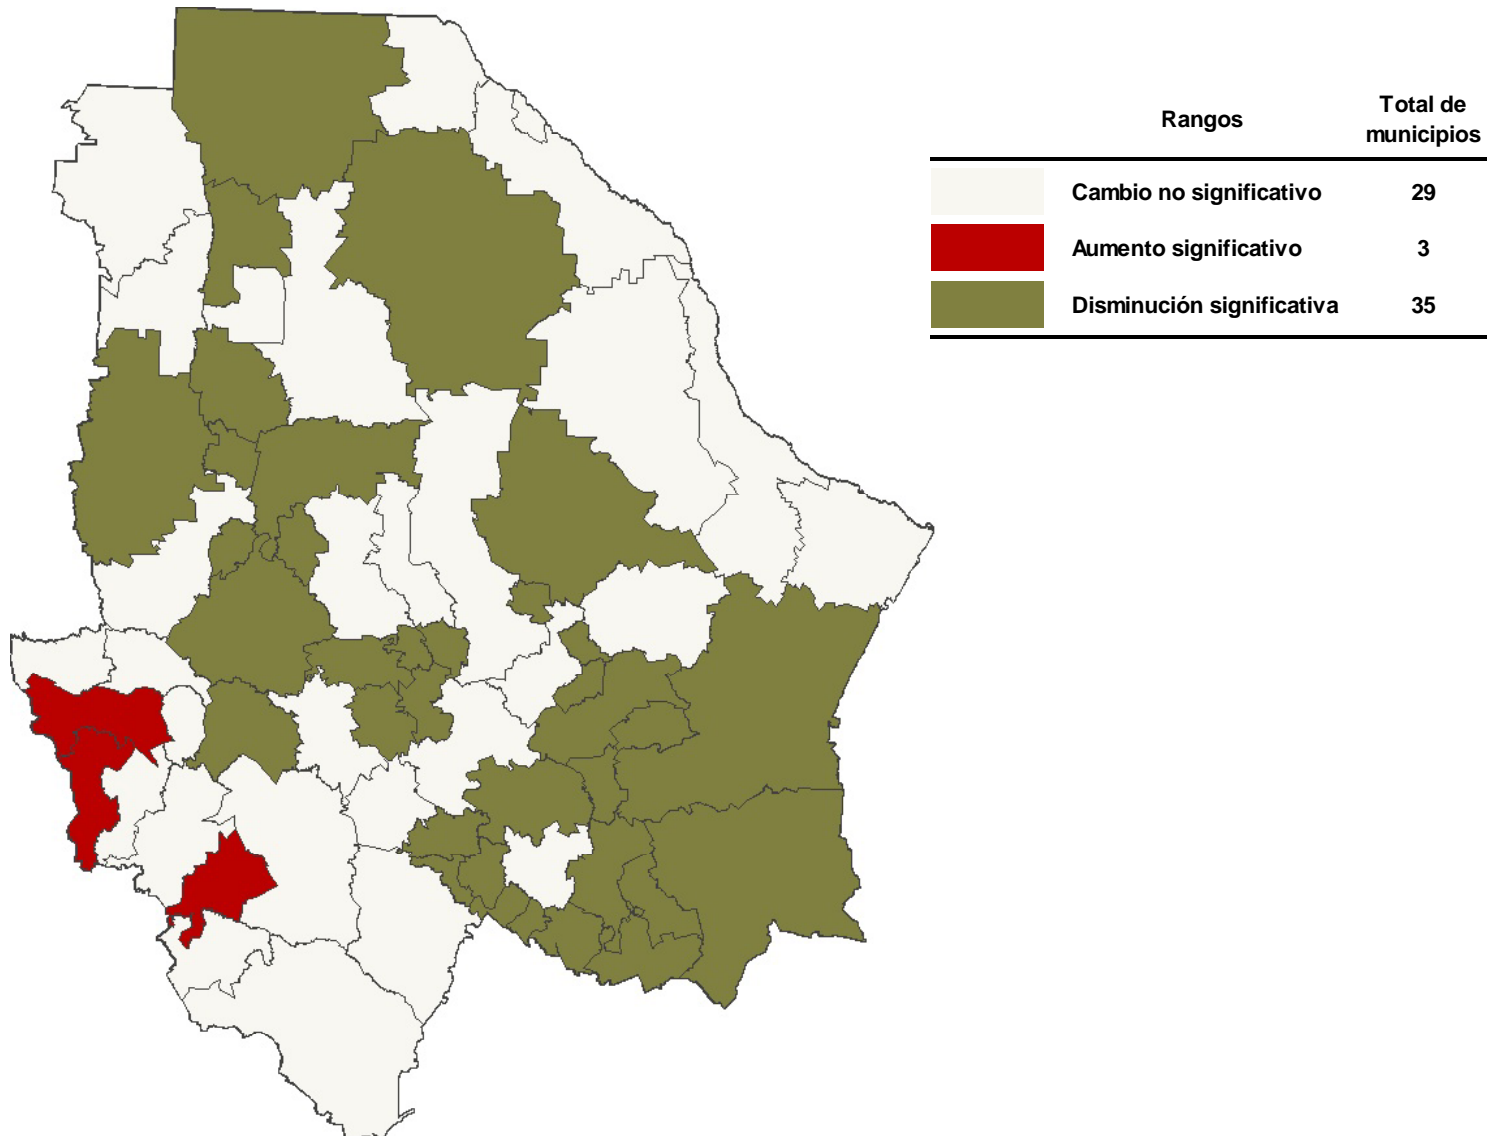 Rangos
Total de
municipios
Cambio no significativo 29
Aumento significativo 3
Disminución significativa 35